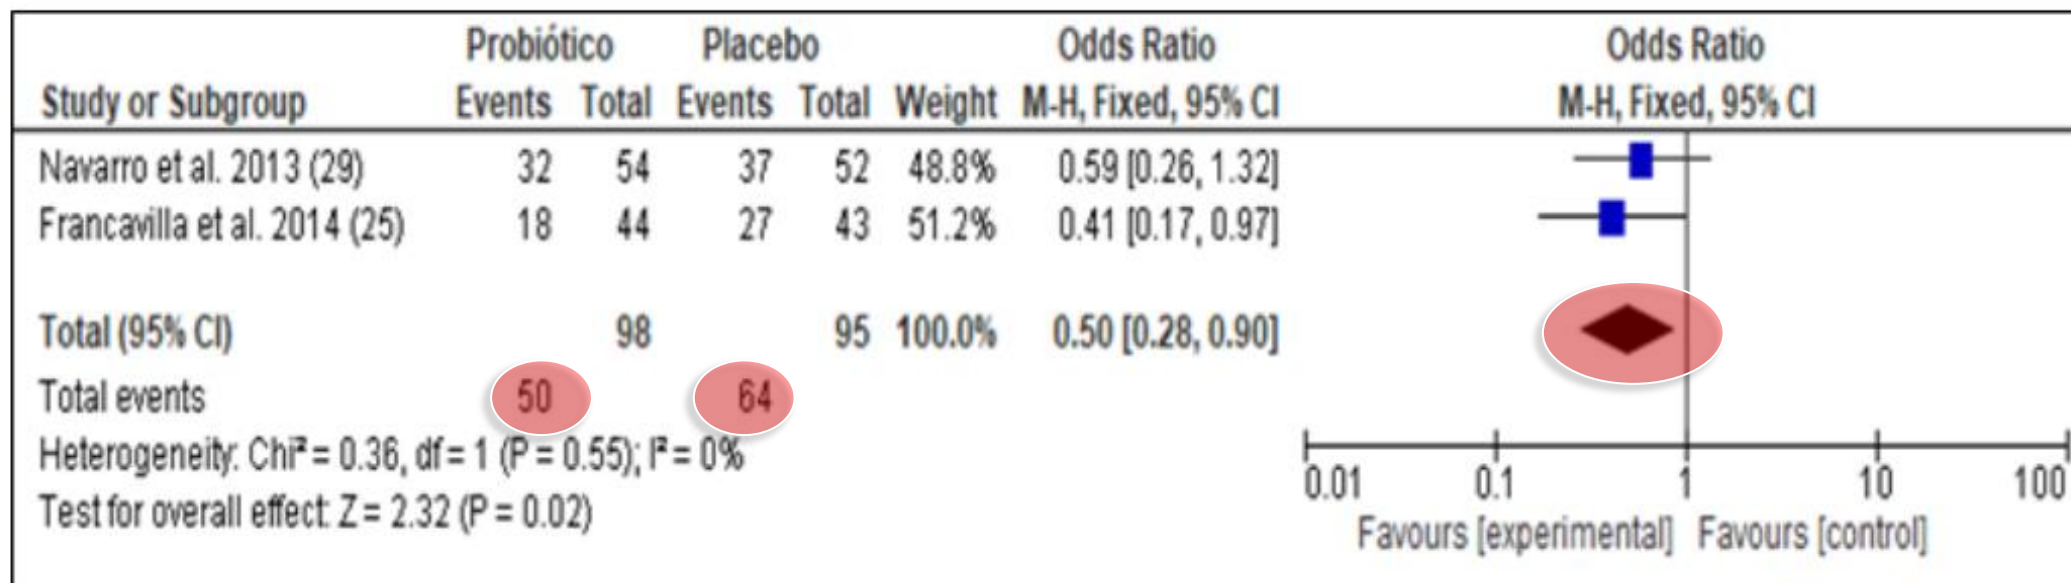 Probiótico Placebo Odds Ratio Odds Ratio
Study or Subgroup Events Total Events Total Weight M-H, Fixed, 95% CI M-H, Fixed, 95% CI
Navarro et al. 2013 (29) 32 54 37 52 48.8% 0.59 [0.26, 1.32]
Francavilla et al. 2014 (25) 18 44 27 43 51.2% 0.41 [0.17, 0.97]
Total (95% CI) 98 95 100.0% 0.50 [0.28, 0.90]
Total events 50 64
Heterogeneity: Chi² = 0.36, df = 1 (P = 0.55); I² = 0%
Test for overall effect: Z = 2.32 (P = 0.02)
0.01 0.1 1 10 100
Favours [experimental] Favours [control]